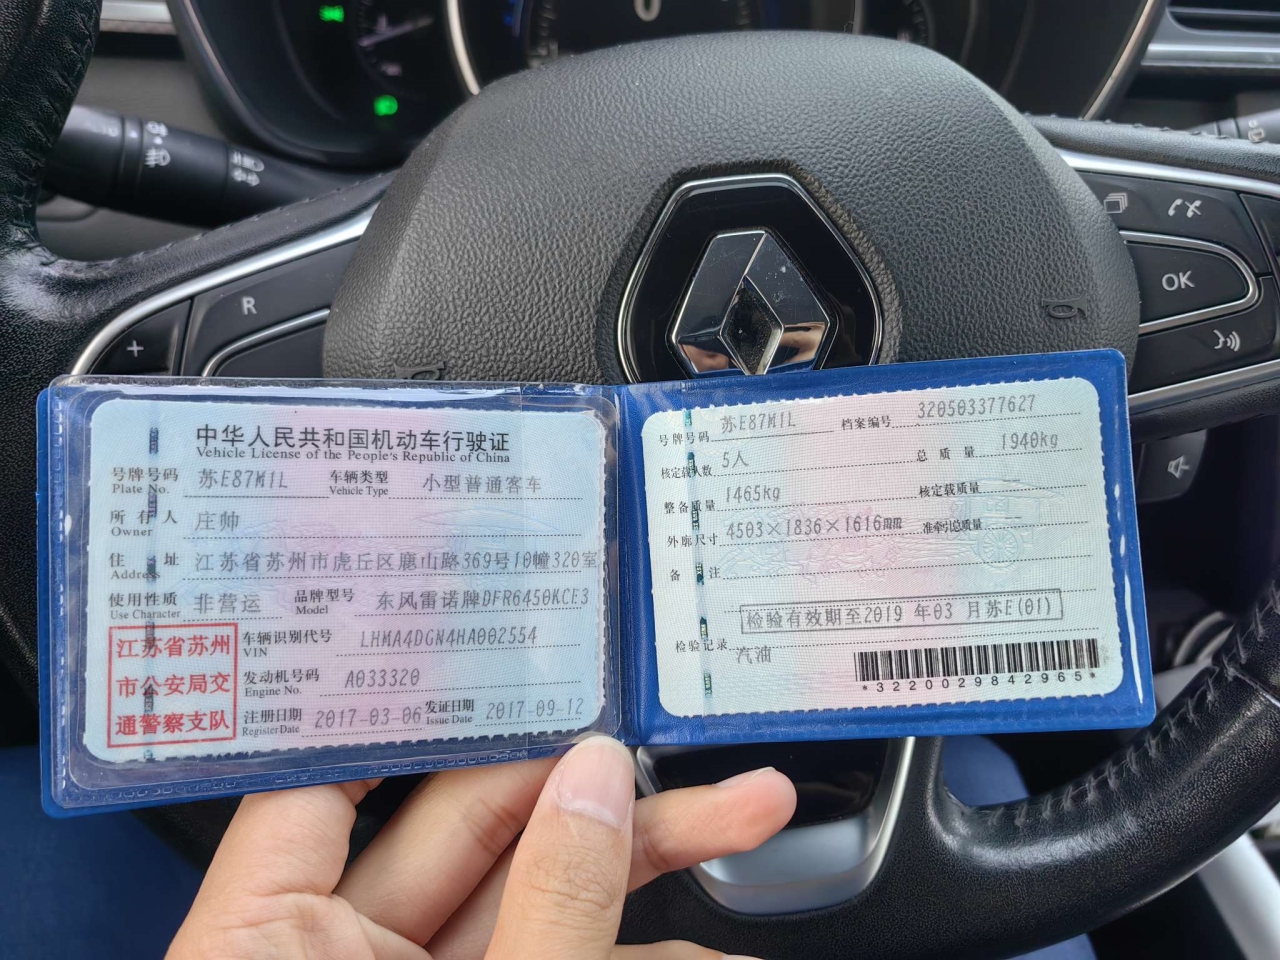 0
R
+
OK
中华人民共和国机动车行驶证
Vehicle License of the People's Republic of China
号牌号码 苏E87M1L 车辆类型 小型普通客车
Plate No. Vehicle Type
所有人 庄帅
Owner
住址 江苏省苏州市虎丘区鹿山路369号10幢320室
Address
使用性质 非营运 品牌型号 东风雷诺牌DFR6450KCE3
Use Character Model
江苏省苏州
市公安局交
通警察支队
车辆识别代号 LHMA4DGN4HA002554
VIN
发动机号码 A033320
Engine No.
注册日期 2017-03-06 发证日期 2017-09-12
Register Date Issue Date
号牌号码 苏E87M1L 档案编号 320503377627
核定载人数 5人 总质量 1940kg
整备质量 1465kg 核定载质量
外廓尺寸 4503×1836×1616mm 准牵引总质量
备注
检验有效期至2019 年03 月苏E(01)
检验记录 汽油
*3220029842965*